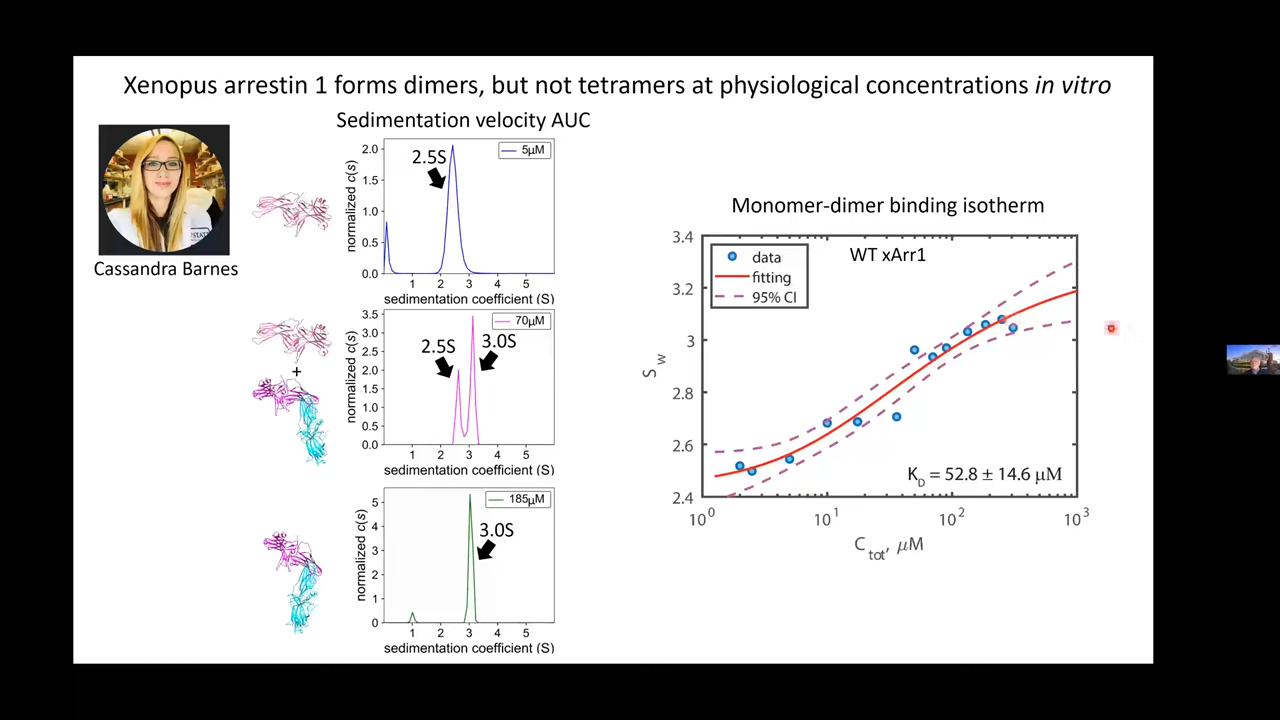 Xenopus arrestin 1 forms dimers, but not tetramers at physiological concentrations in vitro
Sedimentation velocity AUC
Cassandra Barnes
+
2.5S
5μM
normalized c(s)
2.0
1.5
1.0
0.5
0.0
1 2 3 4 5
sedimentation coefficient (S)
2.5S
3.0S
70μM
normalized c(s)
3.5
3.0
2.5
2.0
1.5
1.0
0.5
0.0
1 2 3 4 5
sedimentation coefficient (S)
3.0S
185μM
normalized c(s)
5
4
3
2
1
0
1 2 3 4 5
sedimentation coefficient (S)
Monomer-dimer binding isotherm
WT xArr1
data
fitting
95% CI
3.4
3.2
3
2.8
2.6
2.4
Sw
KD = 52.8 ± 14.6 μM
10^0 10^1 10^2 10^3
Ctot, μM